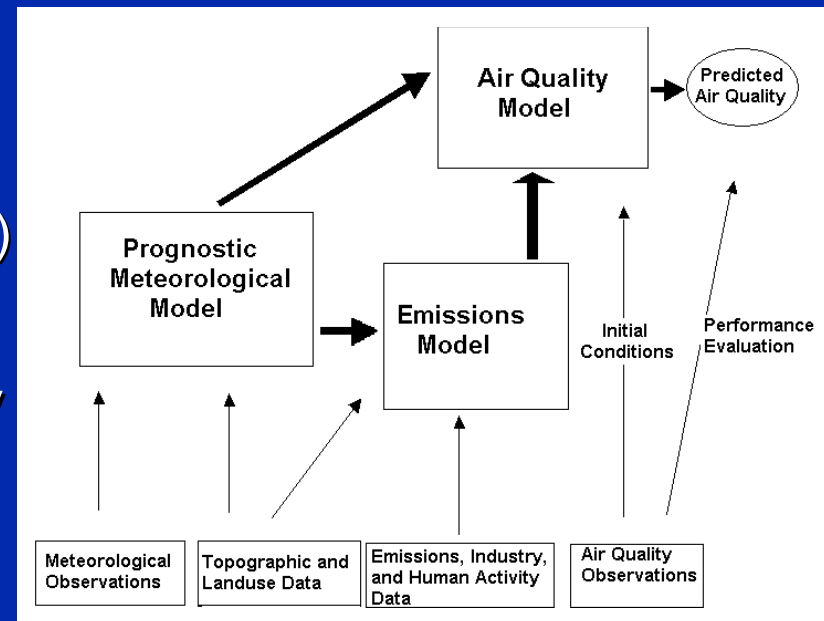 Air Quality
Model
Predicted
Air Quality
Prognostic
Meteorological
Model
Emissions
Model
Initial
Conditions
Performance
Evaluation
Meteorological
Observations
Topographic and
Landuse Data
Emissions, Industry,
and Human Activity
Data
Air Quality
Observations